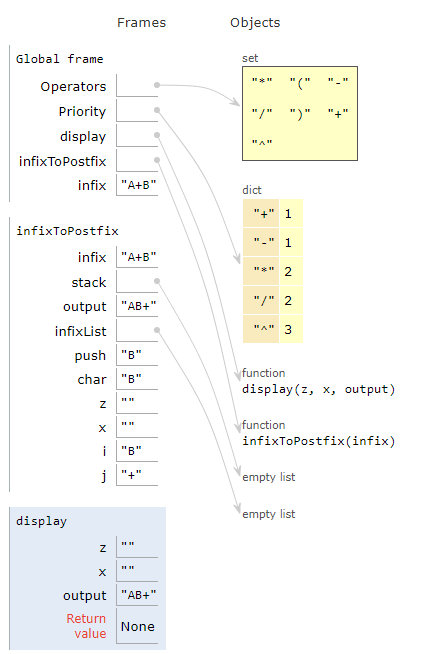 Frames Objects
Global frame
Operators
Priority
display
infixToPostfix
infix "A+B"
set
"*" "(" "-"
"/" ")" "+"
"^"
dict
"+" 1
"-" 1
"*" 2
"/" 2
"^" 3
infixToPostfix
infix "A+B"
stack
output "AB+"
infixList
push "B"
char "B"
z ""
x ""
i "B"
j "+"
function
display(z, x, output)
function
infixToPostfix(infix)
empty list
empty list
display
z ""
x ""
output "AB+"
Return
value None